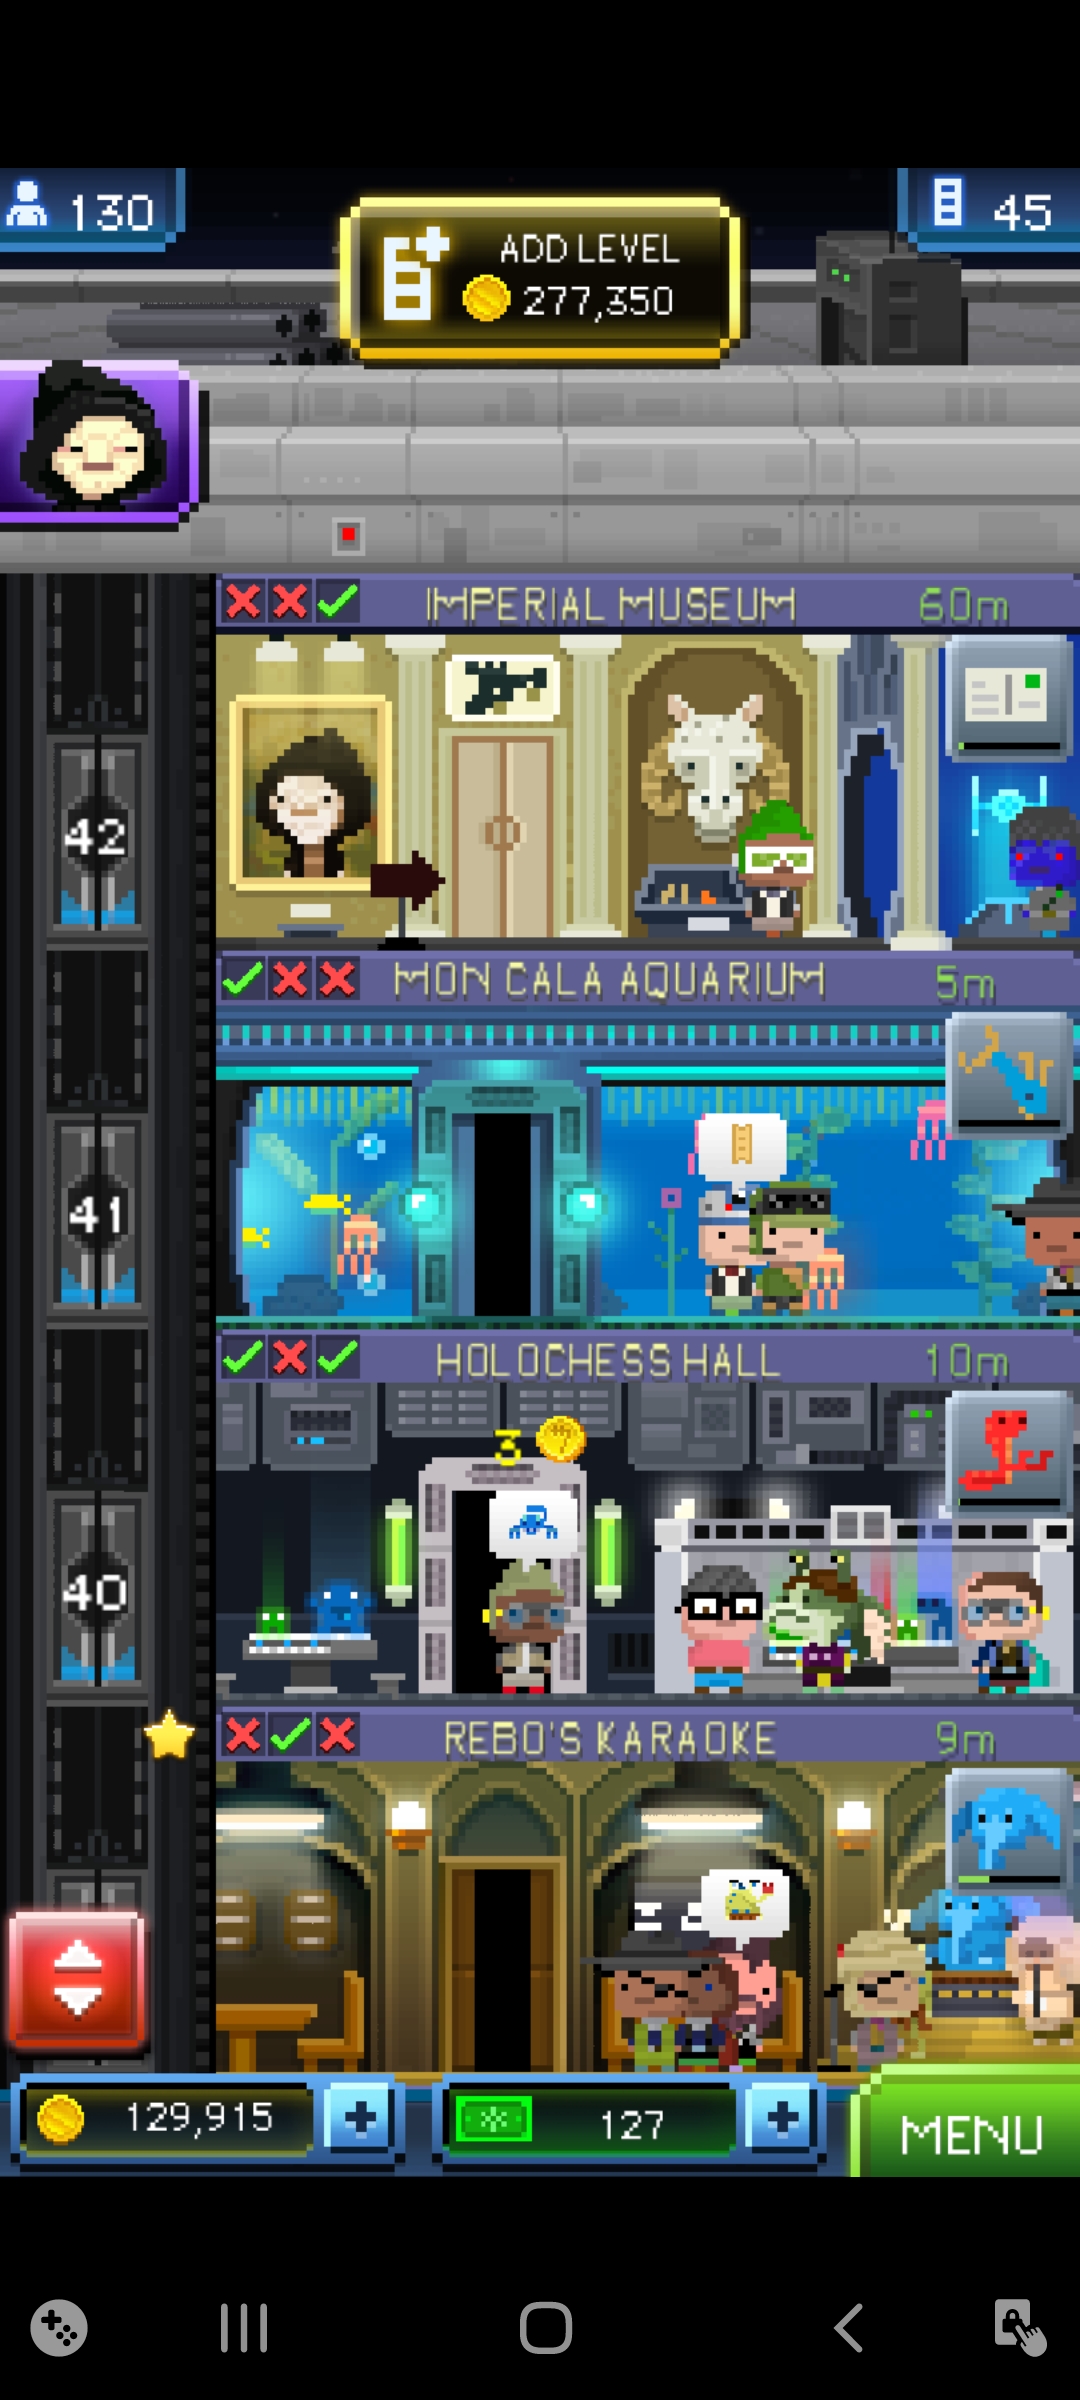 130
ADD LEVEL
277,350
45
IMPERIAL MUSEUM 60m
42
MON CALA AQUARIUM 5m
41
HOLOCHESS HALL 10m
3
40
REBO'S KARAOKE 9m
129,915
127
MENU